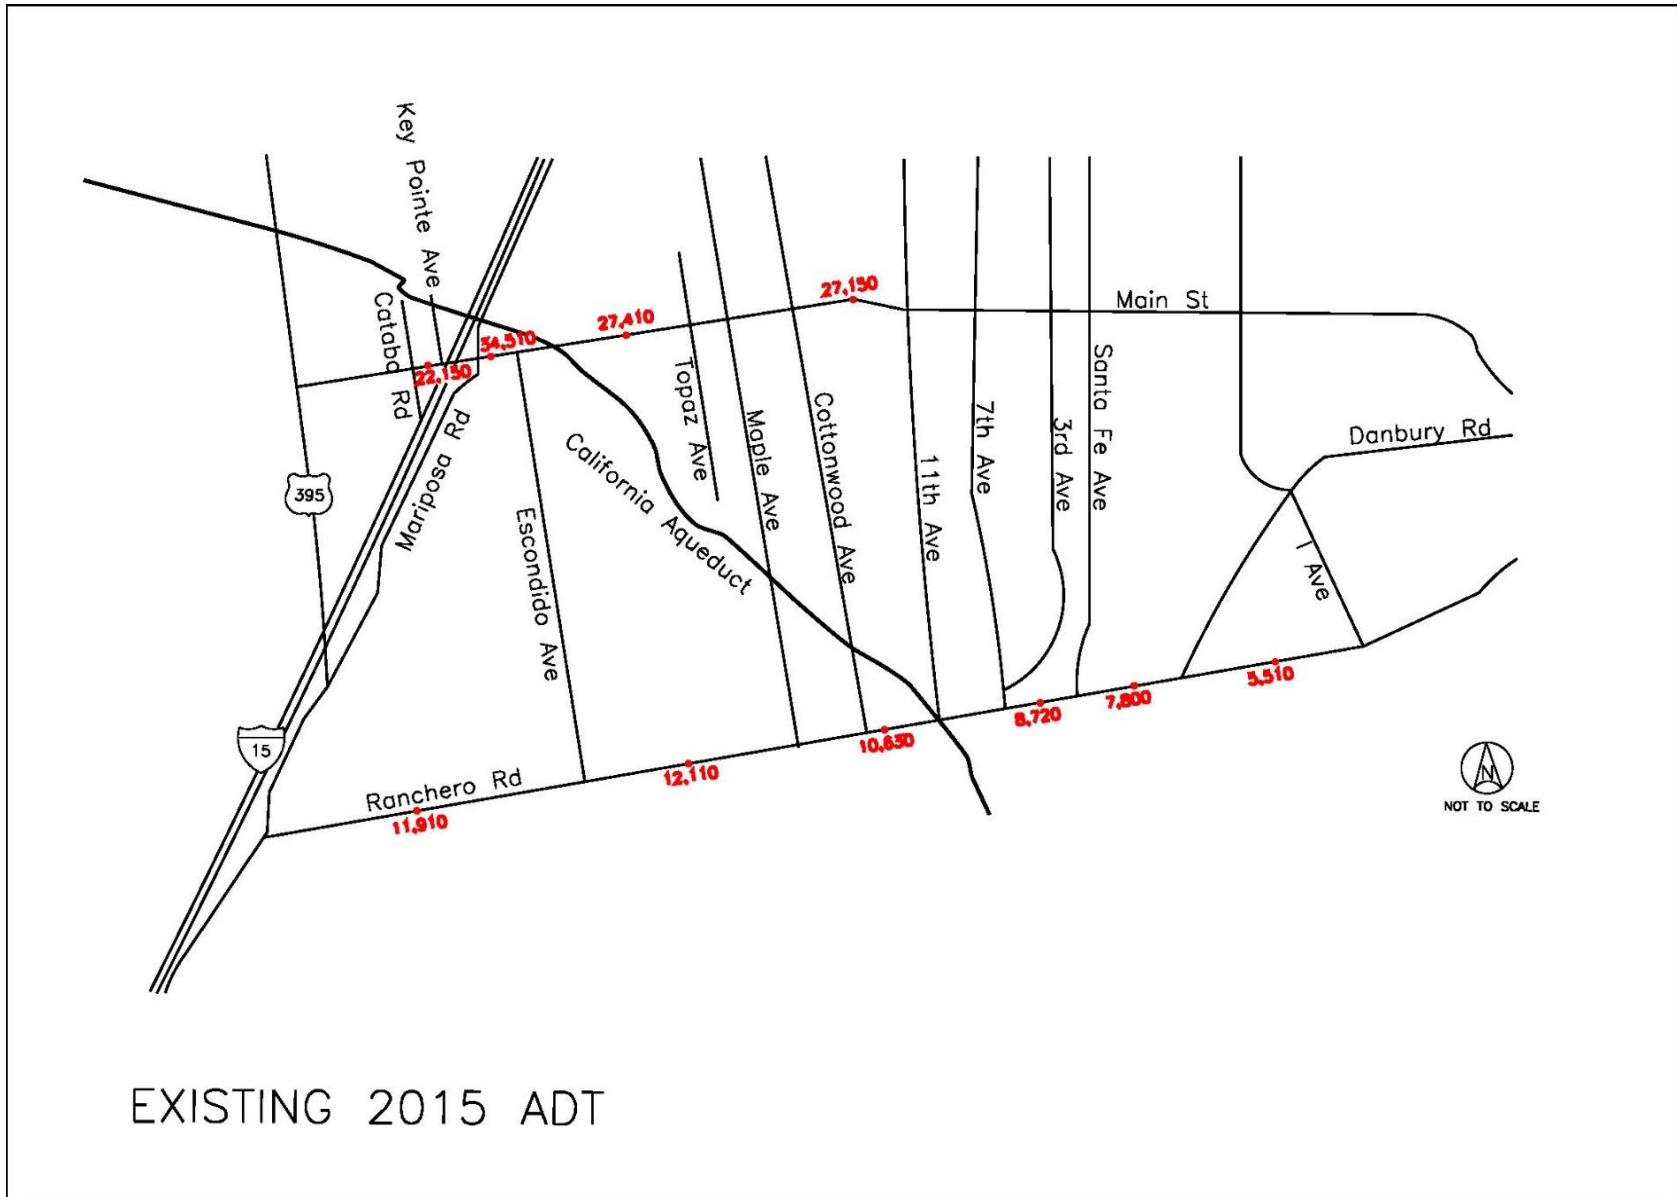 Key Pointe Ave
Cataba Rd
22,150
34,510
27,410
27,150
Main St
Mariposa Rd
395
Escondido Ave
California Aqueduct
Topaz Ave
Maple Ave
Cottonwood Ave
11th Ave
7th Ave
3rd Ave
Santa Fe Ave
Danbury Rd
I Ave
15
Ranchero Rd
11,910
12,110
10,630
8,720
7,800
5,510
N
NOT TO SCALE
EXISTING 2015 ADT